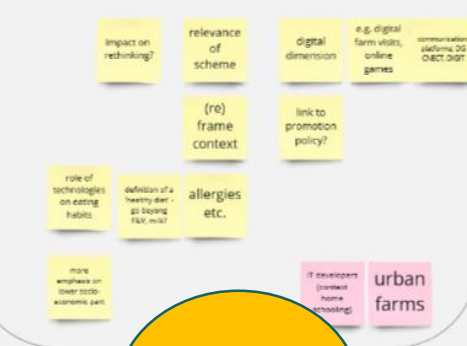 impact on
rethinking?
relevance
of
scheme
digital
dimension
e.g. digital
farm visits,
online
games
communication
platforms, DG
CNECT, DIGIT
(re)
frame
context
link to
promotion
policy?
role of
technologies
on eating
habits
definition of a
'healthy diet' -
go beyong
F&V, milk?
allergies
etc.
more
emphasis on
lower socio-
economic part
IT developers
(context
home
schooling)
urban
farms